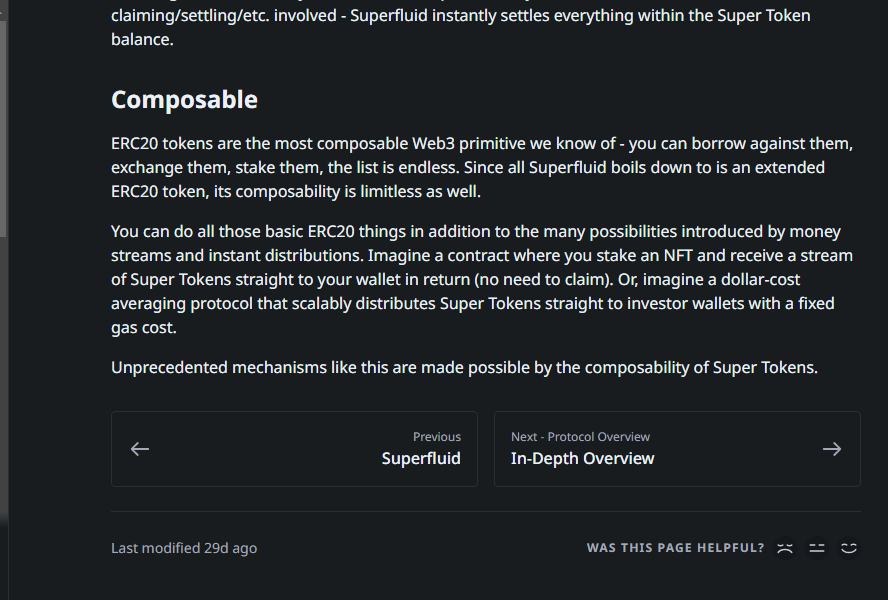 claiming/settling/etc. involved - Superfluid instantly settles everything within the Super Token
balance.
Composable
ERC20 tokens are the most composable Web3 primitive we know of - you can borrow against them,
exchange them, stake them, the list is endless. Since all Superfluid boils down to is an extended
ERC20 token, its composability is limitless as well.
You can do all those basic ERC20 things in addition to the many possibilities introduced by money
streams and instant distributions. Imagine a contract where you stake an NFT and receive a stream
of Super Tokens straight to your wallet in return (no need to claim). Or, imagine a dollar-cost
averaging protocol that scalably distributes Super Tokens straight to investor wallets with a fixed
gas cost.
Unprecedented mechanisms like this are made possible by the composability of Super Tokens.
Previous
Superfluid
Next - Protocol Overview
In-Depth Overview
Last modified 29d ago
WAS THIS PAGE HELPFUL?